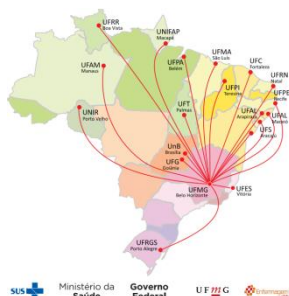 UFRR
Boa Vista
UNIFAP
Macapá
UFAM
Manaus
UFPA
Belém
UFMA
São Luís
UFC
Fortaleza
UFRN
Natal
UFPI
Teresina
UFPE
Recife
UFAL
Arapiraca
UFAL
Maceió
UFS
Aracaju
UNIR
Porto Velho
UFT
Palmas
UnB
Brasília
UFG
Goiânia
UFMG
Belo Horizonte
UFES
Vitória
UFRGS
Porto Alegre
SUS
Ministério da
Saúde
Governo
Federal
UFMG
Enfermagem